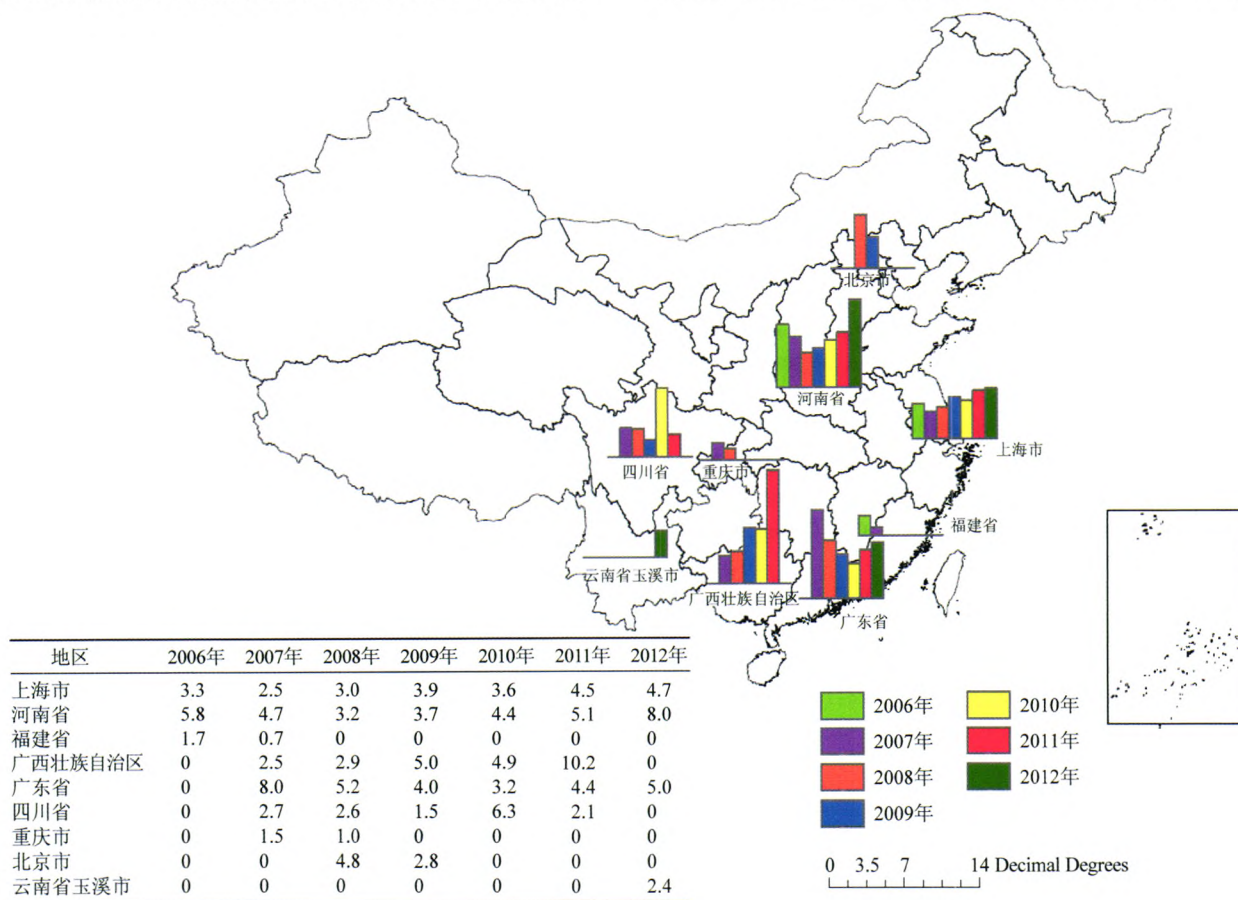 北京市
河南省
上海市
四川省
重庆市
福建省
云南省玉溪市
广西壮族自治区
广东省
地区 2006年 2007年 2008年 2009年 2010年 2011年 2012年
上海市 3.3 2.5 3.0 3.9 3.6 4.5 4.7
河南省 5.8 4.7 3.2 3.7 4.4 5.1 8.0
福建省 1.7 0.7 0 0 0 0 0
广西壮族自治区 0 2.5 2.9 5.0 4.9 10.2 0
广东省 0 8.0 5.2 4.0 3.2 4.4 5.0
四川省 0 2.7 2.6 1.5 6.3 2.1 0
重庆市 0 1.5 1.0 0 0 0 0
北京市 0 0 4.8 2.8 0 0 0
云南省玉溪市 0 0 0 0 0 0 2.4
2006年 2010年
2007年 2011年
2008年 2012年
2009年
0 3.5 7 14 Decimal Degrees